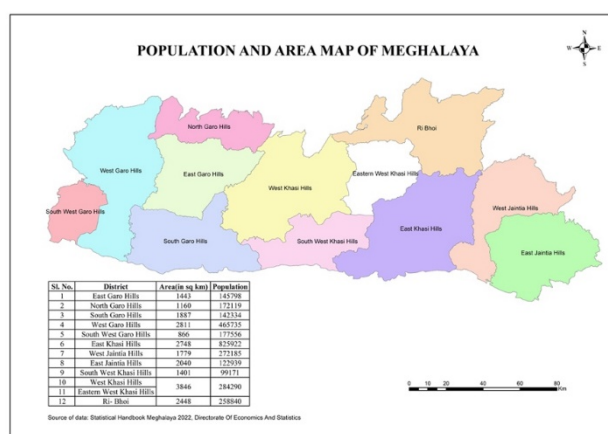 POPULATION AND AREA MAP OF MEGHALAYA
N
W E
S
North Garo Hills
Ri Bhoi
West Garo Hills
East Garo Hills
Eastern West Khasi Hills
West Khasi Hills
South West Garo Hills
West Jaintia Hills
East Khasi Hills
South Garo Hills
South West Khasi Hills
East Jaintia Hills
Sl. No. District Area(in sq km) Population
1 East Garo Hills 1443 145798
2 North Garo Hills 1160 172119
3 South Garo Hills 1887 142334
4 West Garo Hills 2811 465735
5 South West Garo Hills 866 177556
6 East Khasi Hills 2748 825922
7 West Jaintia Hills 1779 272185
8 East Jaintia Hills 2040 122939
9 South West Khasi Hills 1401 99171
10 West Khasi Hills 3846 284290
11 Eastern West Khasi Hills
12 Ri- Bhoi 2448 258840
0 10 20 40 60 80
Km
Source of data: Statistical Handbook Meghalaya 2022, Directorate Of Economics And Statistics